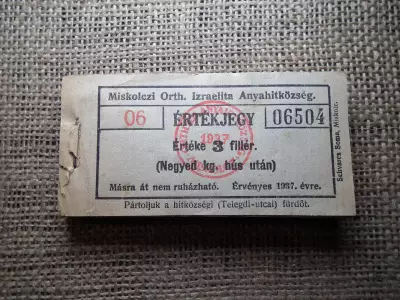 Miskolczi Orth. Izraelita Anyahitközség.
06 ÉRTÉKJEGY 06504
1937
Értéke 3 fillér.
(Negyed kg. hús után)
Másra át nem ruházható. Érvényes 1937. évre.
Pártoljuk a hitközségi (Telegdi-utcai) fürdőt.